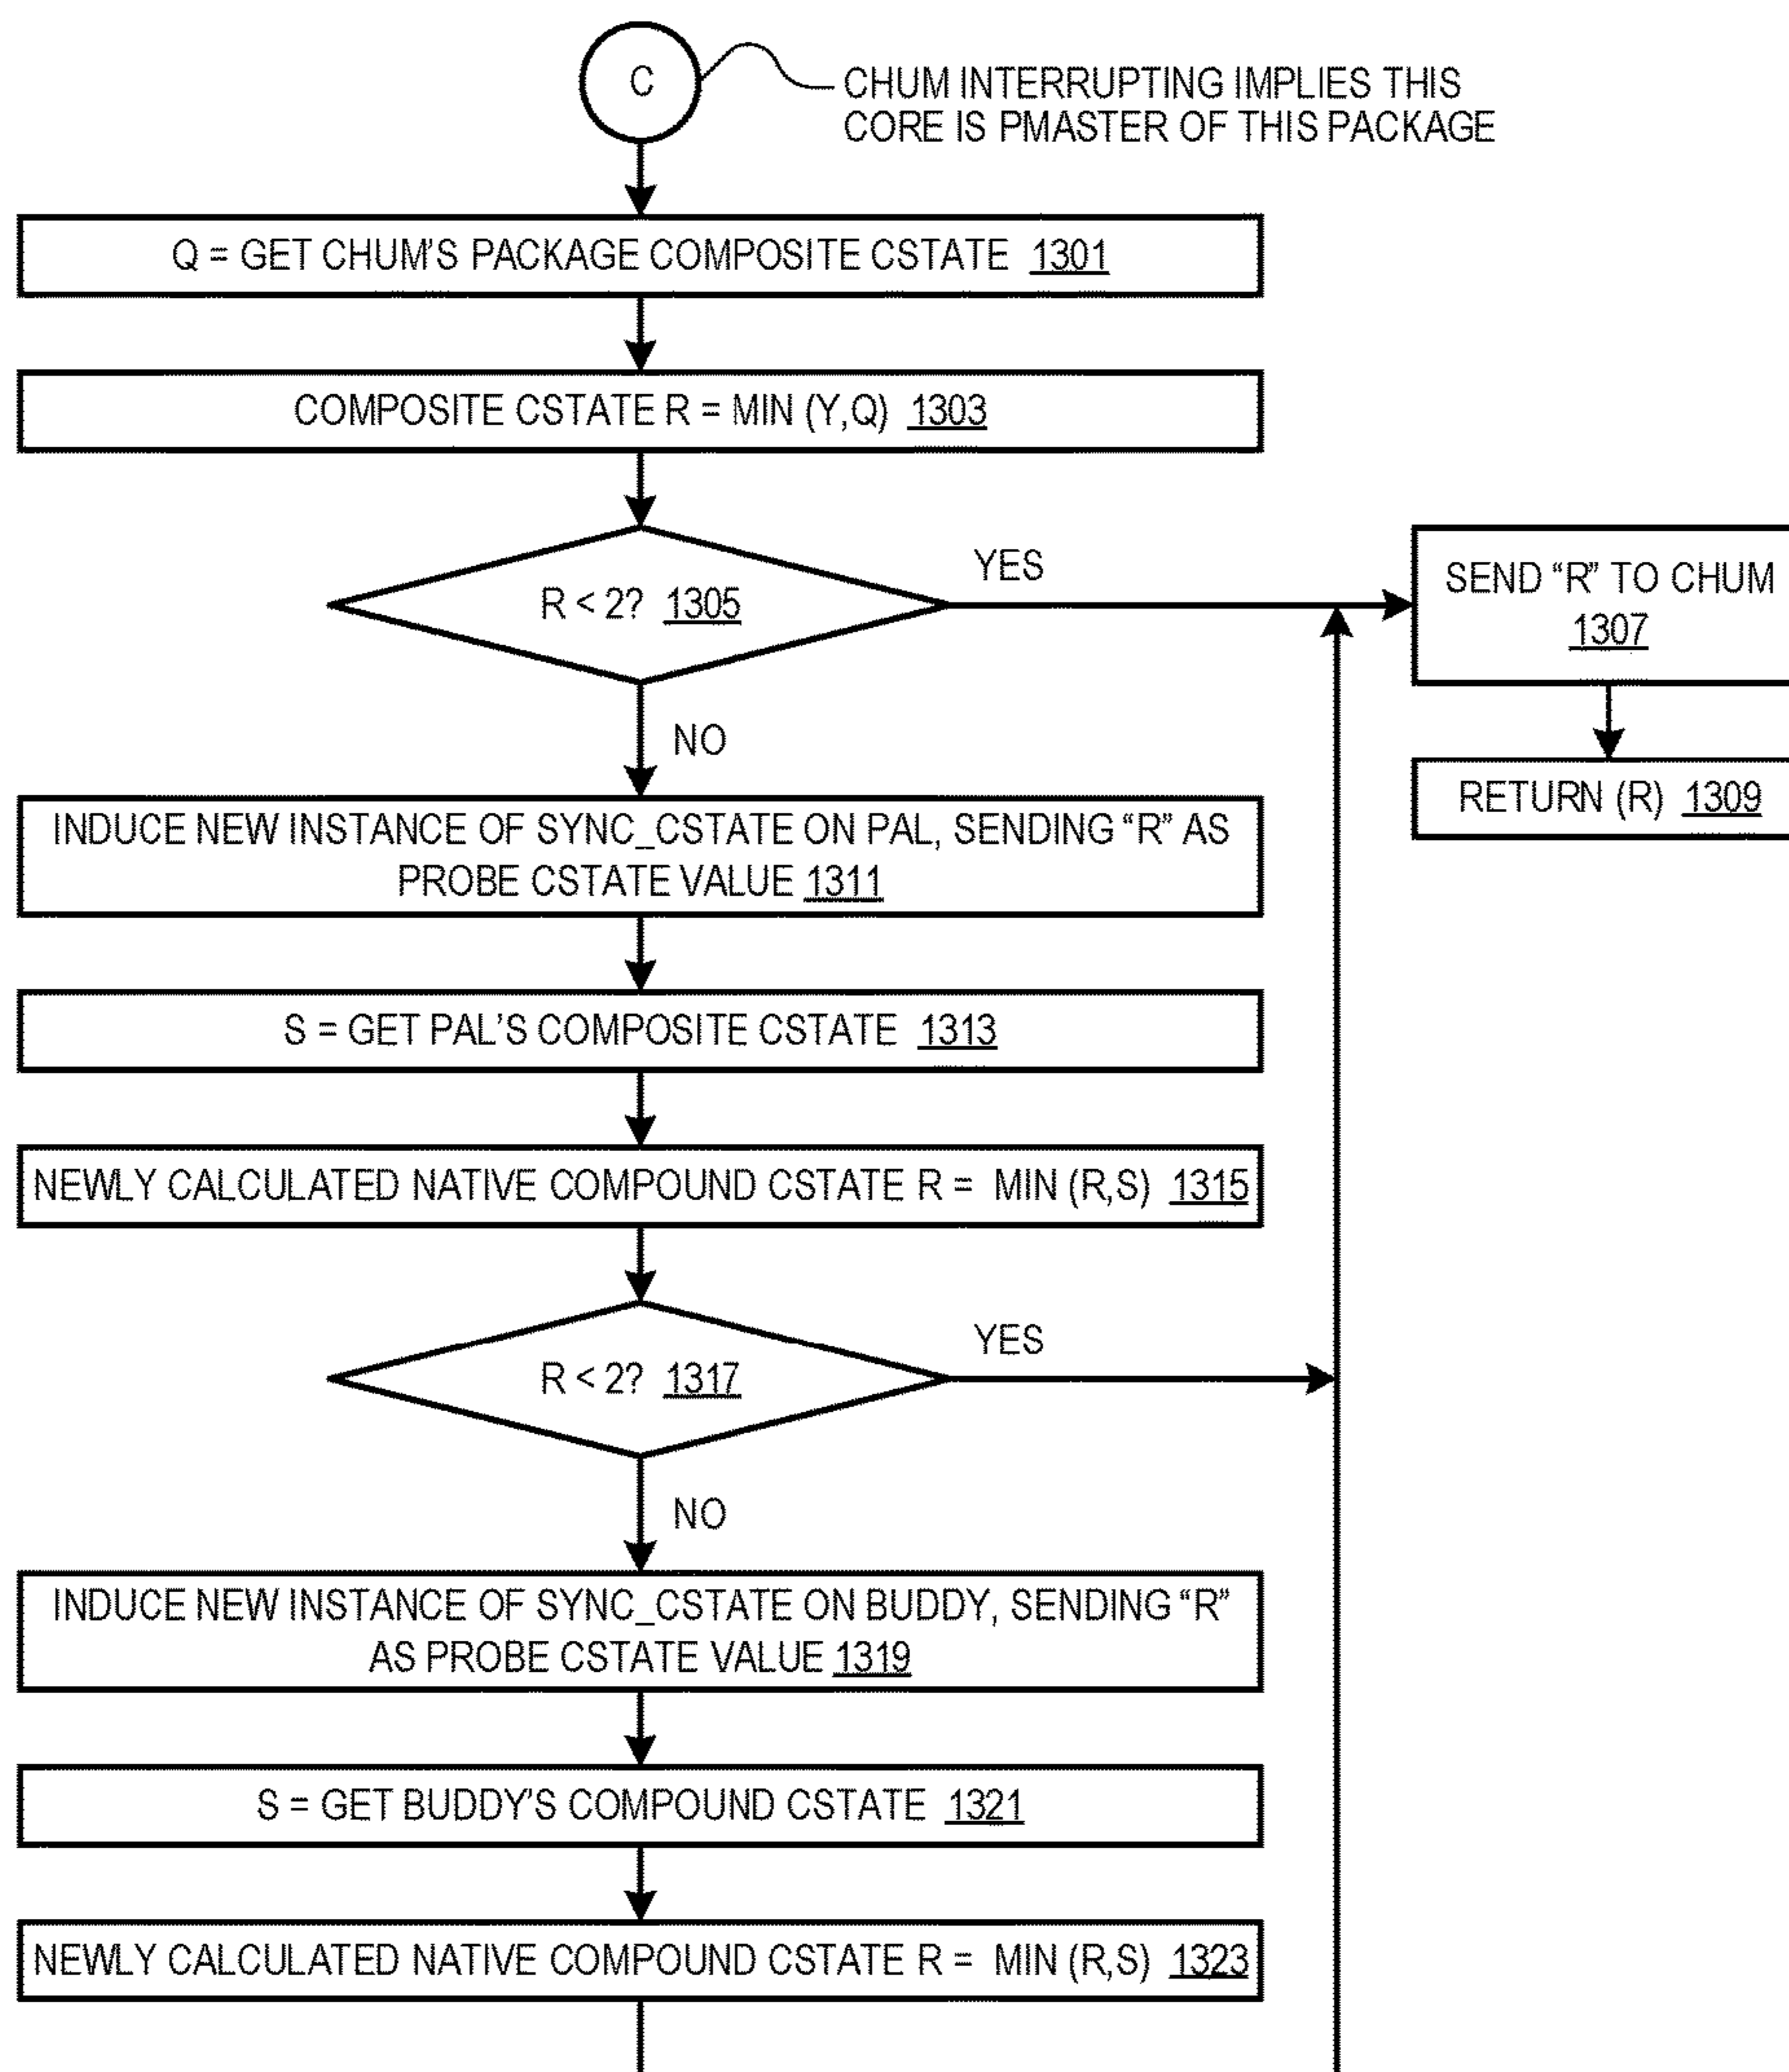 C
CHUM INTERRUPTING IMPLIES THIS
CORE IS PMASTER OF THIS PACKAGE
Q = GET CHUM'S PACKAGE COMPOSITE CSTATE 1301
COMPOSITE CSTATE R = MIN (Y,Q) 1303
R < 2? 1305
YES
SEND “R” TO CHUM
1307
RETURN (R) 1309
NO
INDUCE NEW INSTANCE OF SYNC_CSTATE ON PAL, SENDING “R” AS
PROBE CSTATE VALUE 1311
S = GET PAL'S COMPOSITE CSTATE 1313
NEWLY CALCULATED NATIVE COMPOUND CSTATE R = MIN (R,S) 1315
R < 2? 1317
YES
NO
INDUCE NEW INSTANCE OF SYNC_CSTATE ON BUDDY, SENDING “R”
AS PROBE CSTATE VALUE 1319
S = GET BUDDY'S COMPOUND CSTATE 1321
NEWLY CALCULATED NATIVE COMPOUND CSTATE R = MIN (R,S) 1323